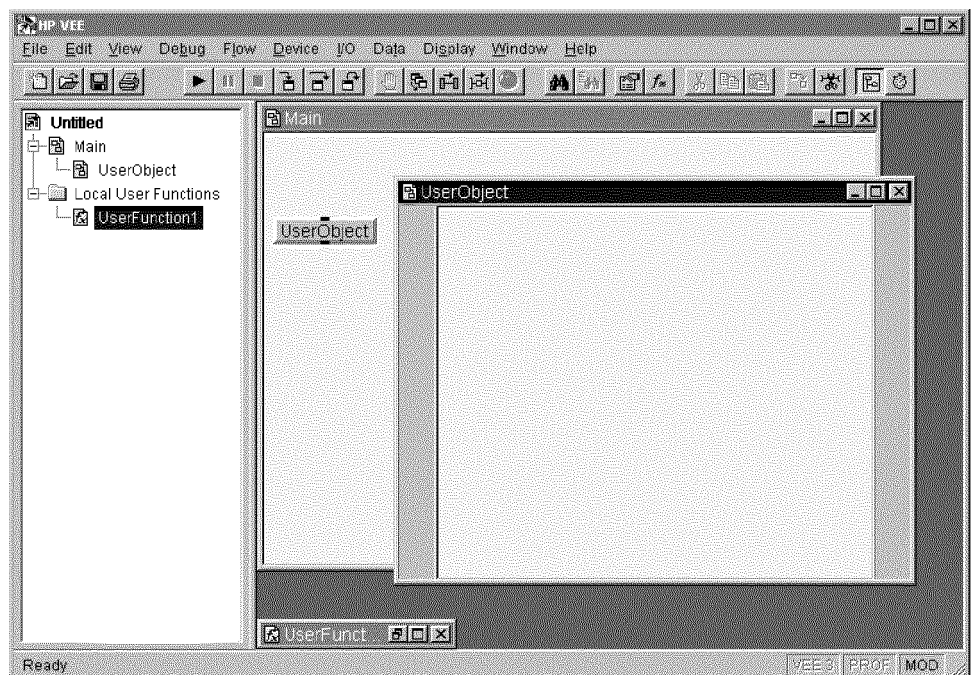 HP VEE
File Edit View Debug Flow Device I/O Data Display Window Help
Untitled
Main
UserObject
Local User Functions
UserFunction1
Main
UserObject
UserObject
UserFunct...
Ready
VEE 3 PROF MOD